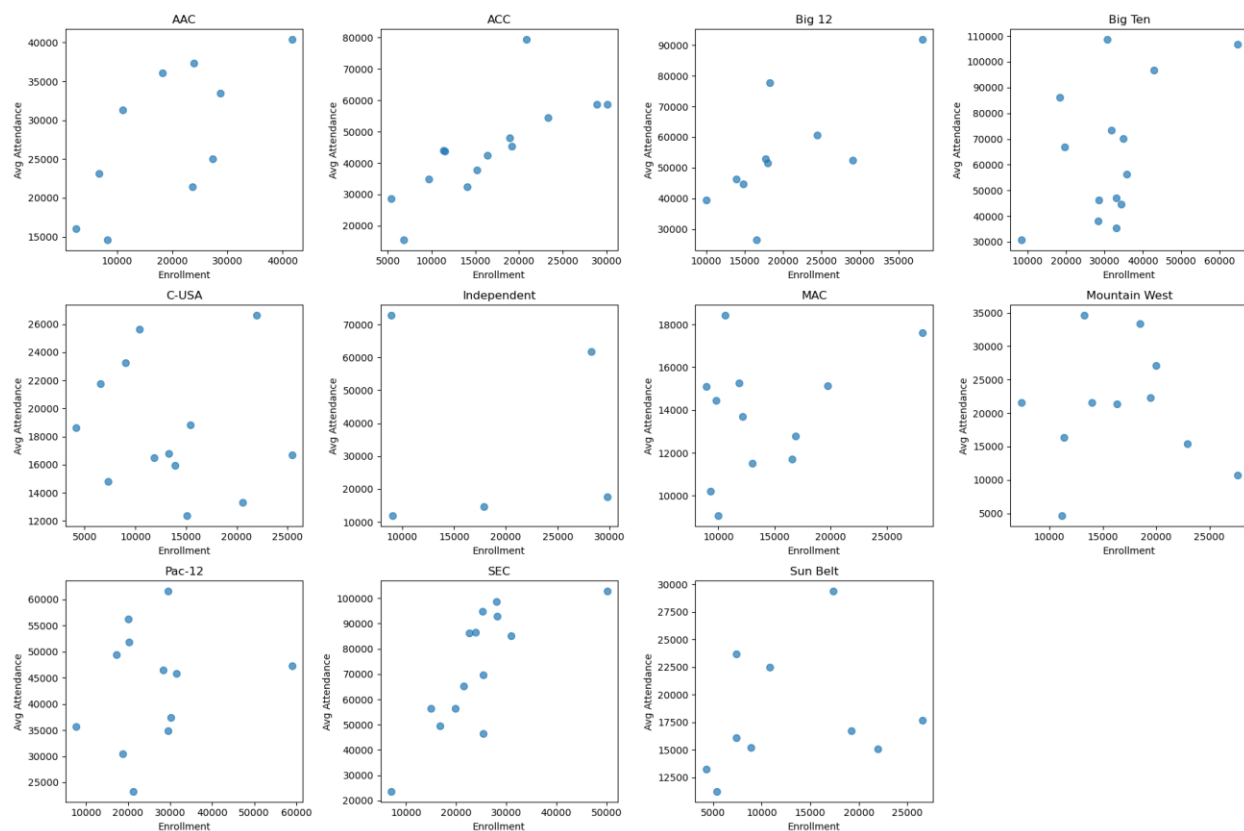 AAC
40000
35000
30000
25000
20000
15000
Avg Attendance
10000 20000 30000 40000
Enrollment
ACC
80000
70000
60000
50000
40000
30000
20000
Avg Attendance
5000 10000 15000 20000 25000 30000
Enrollment
Big 12
90000
80000
70000
60000
50000
40000
30000
Avg Attendance
10000 15000 20000 25000 30000 35000
Enrollment
Big Ten
110000
100000
90000
80000
70000
60000
50000
40000
30000
Avg Attendance
10000 20000 30000 40000 50000 60000
Enrollment
C-USA
26000
24000
22000
20000
18000
16000
14000
12000
Avg Attendance
5000 10000 15000 20000 25000
Enrollment
Independent
70000
60000
50000
40000
30000
20000
10000
Avg Attendance
10000 15000 20000 25000 30000
Enrollment
MAC
18000
16000
14000
12000
10000
Avg Attendance
10000 15000 20000 25000
Enrollment
Mountain West
35000
30000
25000
20000
15000
10000
5000
Avg Attendance
10000 15000 20000 25000
Enrollment
Pac-12
60000
55000
50000
45000
40000
35000
30000
25000
Avg Attendance
10000 20000 30000 40000 50000 60000
Enrollment
SEC
100000
90000
80000
70000
60000
50000
40000
30000
20000
Avg Attendance
10000 20000 30000 40000 50000
Enrollment
Sun Belt
30000
27500
25000
22500
20000
17500
15000
12500
Avg Attendance
5000 10000 15000 20000 25000
Enrollment